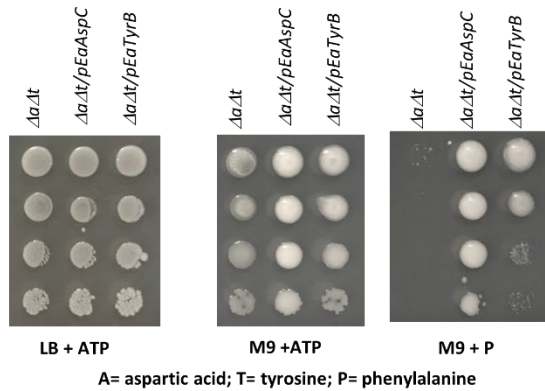 ΔaΔt
ΔaΔt/pEaAspC
ΔaΔt/pEaTyrB
ΔaΔt
ΔaΔt/pEaAspC
ΔaΔt/pEaTyrB
ΔaΔt
ΔaΔt/pEaAspC
ΔaΔt/pEaTyrB
LB + ATP
M9 +ATP
M9 + P
A= aspartic acid; T= tyrosine; P= phenylalanine